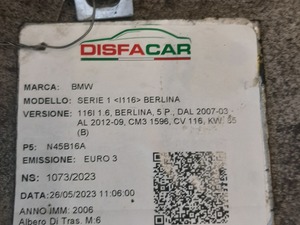 DISFACAR
MARCA: BMW
MODELLO: SERIE 1 <I116> BERLINA
VERSIONE: 116I 1.6, BERLINA, 5 P , DAL 2007-03 -
AL 2012-09, CM3 1596, CV 116, KW. 85
(B)
P5: N45B16A
EMISSIONE: EURO 3
NS: 1073/2023
DATA:26/05/2023 11:06:00
ANNO IMM: 2006
Albero Di Tras. M:6